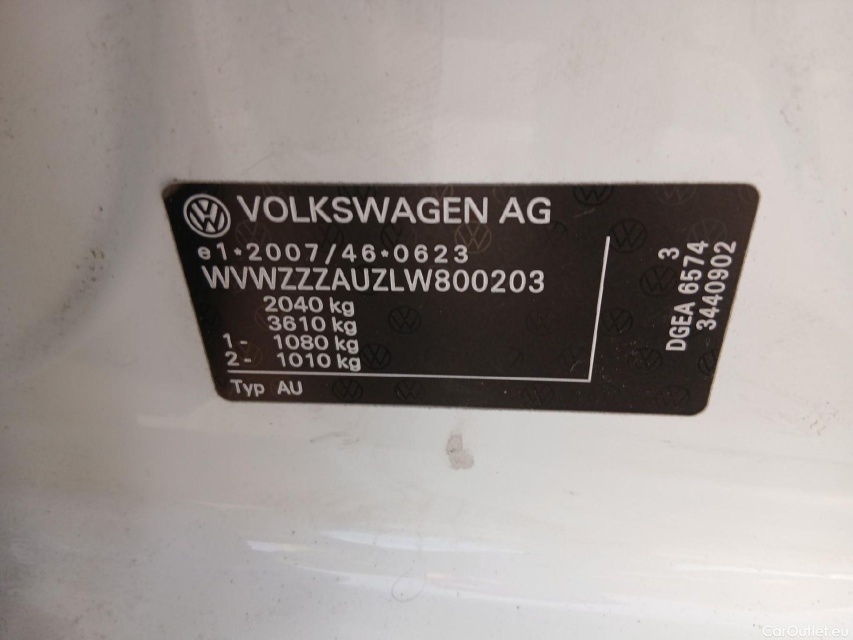 VOLKSWAGEN AG
e1*2007/46*0623
WVWZZZAUZLW800203
2040 kg
3610 kg
1- 1080 kg
2- 1010 kg
Typ AU
3
DGEA 6574
3440902
CarOutlet.eu